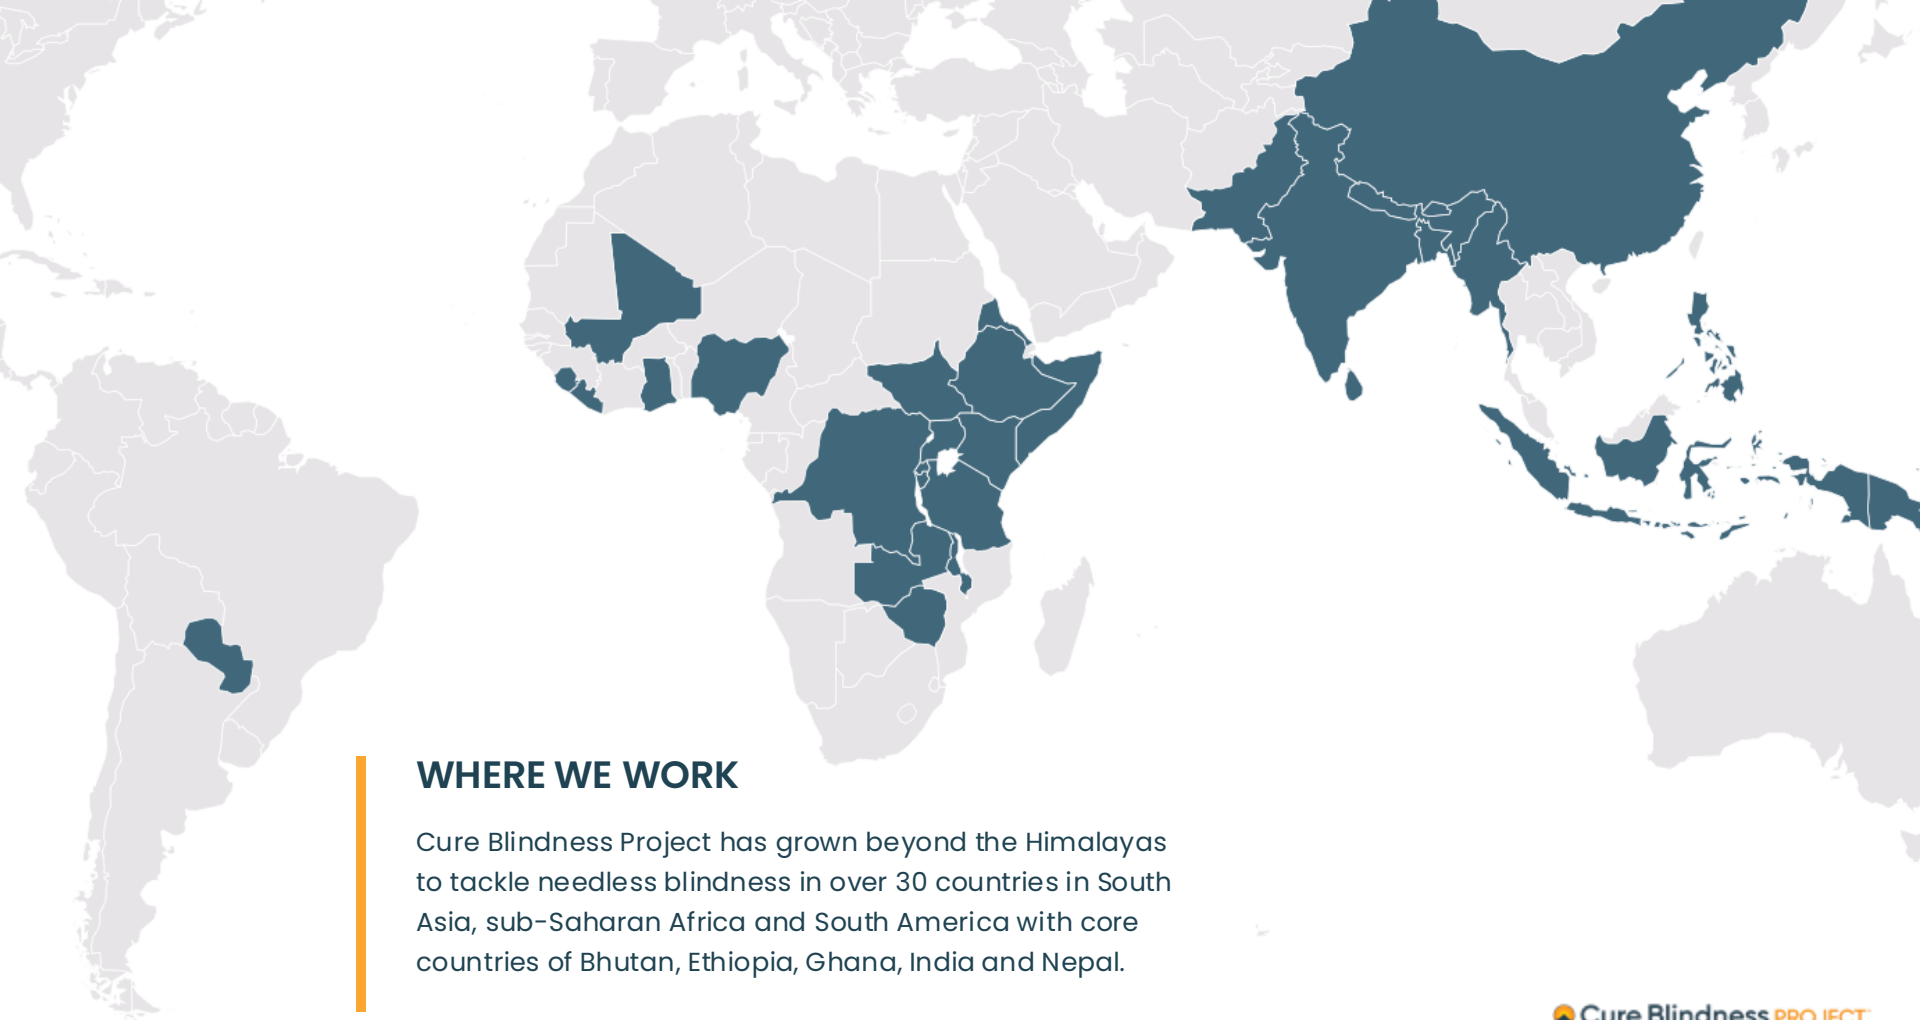 WHERE WE WORK
Cure Blindness Project has grown beyond the Himalayas
to tackle needless blindness in over 30 countries in South
Asia, sub-Saharan Africa and South America with core
countries of Bhutan, Ethiopia, Ghana, India and Nepal.
Cure Blindness PROJECT